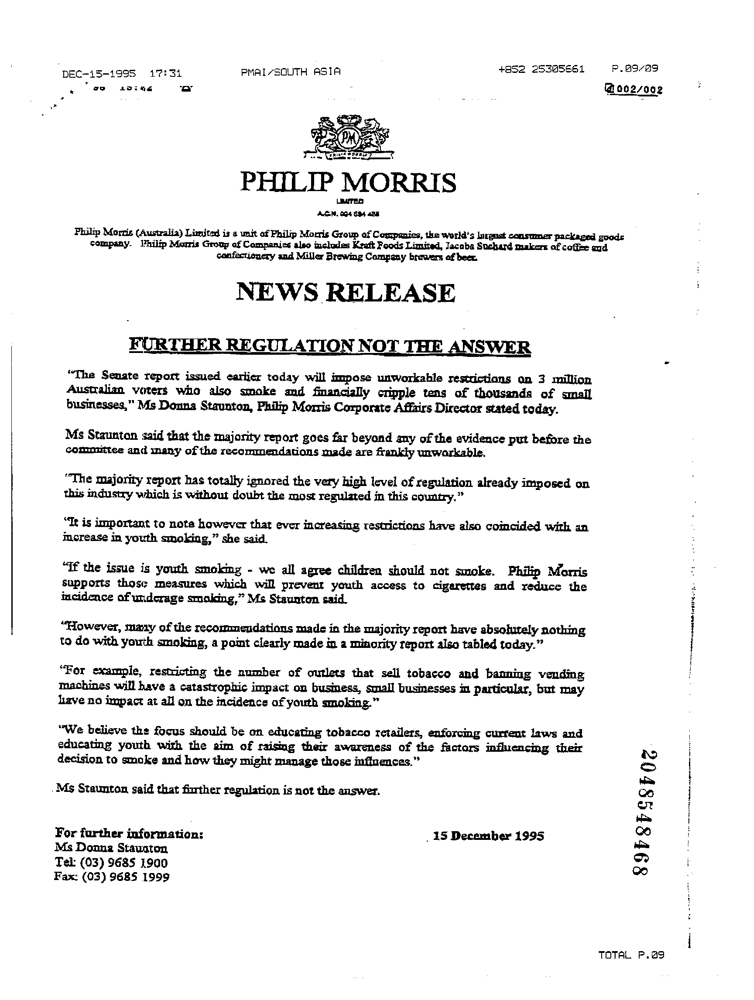 DEC-15-1995 17:31 PMAI/SOUTH ASIA +852 25305661 P.09/09
002/002
PM
PHILIP MORRIS
LIMITED
A.C.N. 004 694 428
Philip Morris (Australia) Limited is a unit of Philip Morris Group of Companies, the world's largest consumer packaged goods
company. Philip Morris Group of Companies also includes Kraft Foods Limited, Jacobs Suchard makers of coffee and
confectionery and Miller Brewing Company brewers of beer.
NEWS RELEASE
FURTHER REGULATION NOT THE ANSWER
"The Senate report issued earlier today will impose unworkable restrictions on 3 million
Australian voters who also smoke and financially cripple tens of thousands of small
businesses," Ms Donna Staunton, Philip Morris Corporate Affairs Director stated today.
Ms Staunton said that the majority report goes far beyond any of the evidence put before the
committee and many of the recommendations made are frankly unworkable.
"The majority report has totally ignored the very high level of regulation already imposed on
this industry which is without doubt the most regulated in this country."
"It is important to note however that ever increasing restrictions have also coincided with an
increase in youth smoking," she said.
"If the issue is youth smoking - we all agree children should not smoke. Philip Morris
supports those measures which will prevent youth access to cigarettes and reduce the
incidence of underage smoking," Ms Staunton said.
"However, many of the recommendations made in the majority report have absolutely nothing
to do with youth smoking, a point clearly made in a minority report also tabled today."
"For example, restricting the number of outlets that sell tobacco and banning vending
machines will have a catastrophic impact on business, small businesses in particular, but may
have no impact at all on the incidence of youth smoking."
"We believe the focus should be on educating tobacco retailers, enforcing current laws and
educating youth with the aim of raising their awareness of the factors influencing their
decision to smoke and how they might manage those influences."
Ms Staunton said that further regulation is not the answer.
For further information: 15 December 1995
Ms Donna Staunton
Tel: (03) 9685 1900
Fax: (03) 9685 1999
2048548468
TOTAL P.09